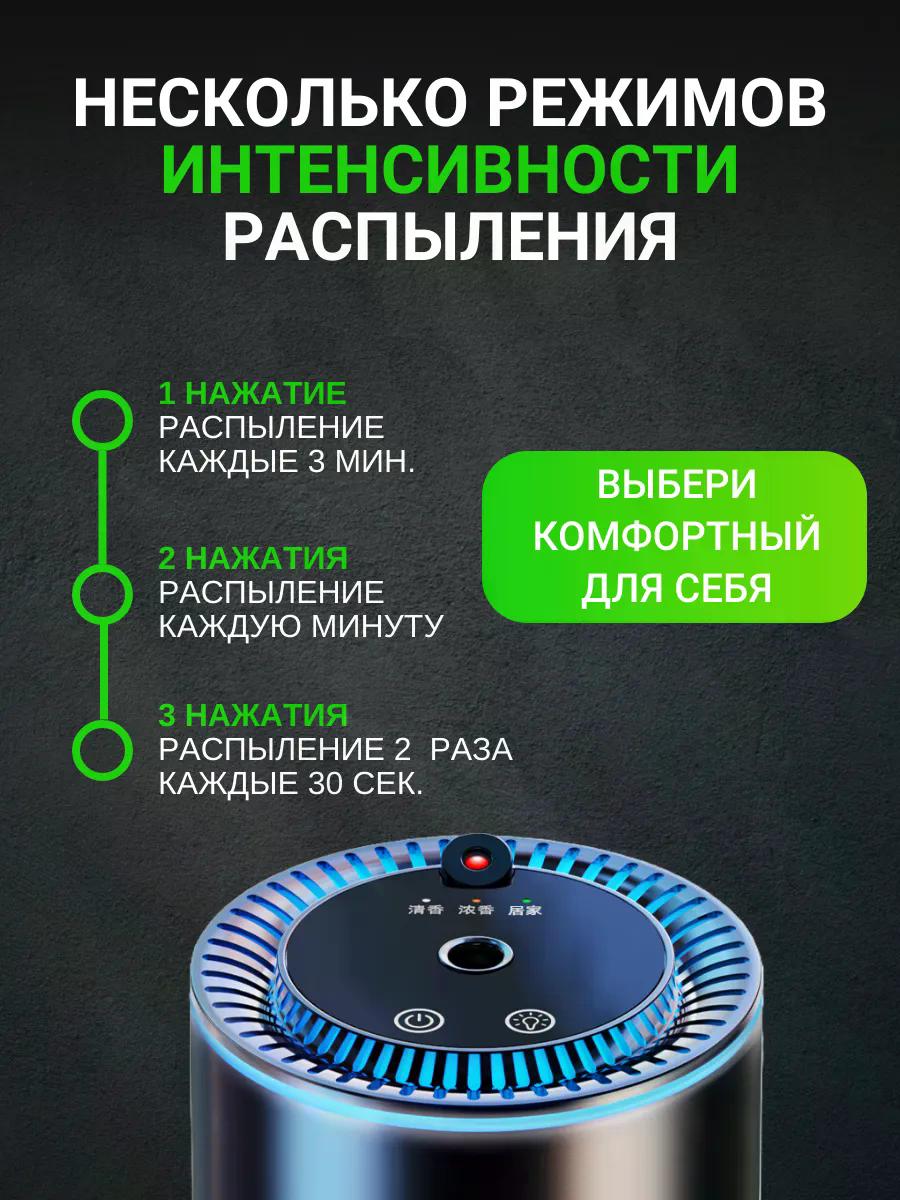 НЕСКОЛЬКО РЕЖИМОВ
ИНТЕНСИВНОСТИ
РАСПЫЛЕНИЯ
1 НАЖАТИЕ
РАСПЫЛЕНИЕ
КАЖДЫЕ 3 МИН.
2 НАЖАТИЯ
РАСПЫЛЕНИЕ
КАЖДУЮ МИНУТУ
3 НАЖАТИЯ
РАСПЫЛЕНИЕ 2  РАЗА
КАЖДЫЕ 30 СЕК.
ВЫБЕРИ
КОМФОРТНЫЙ
ДЛЯ СЕБЯ
清香 浓香 居家